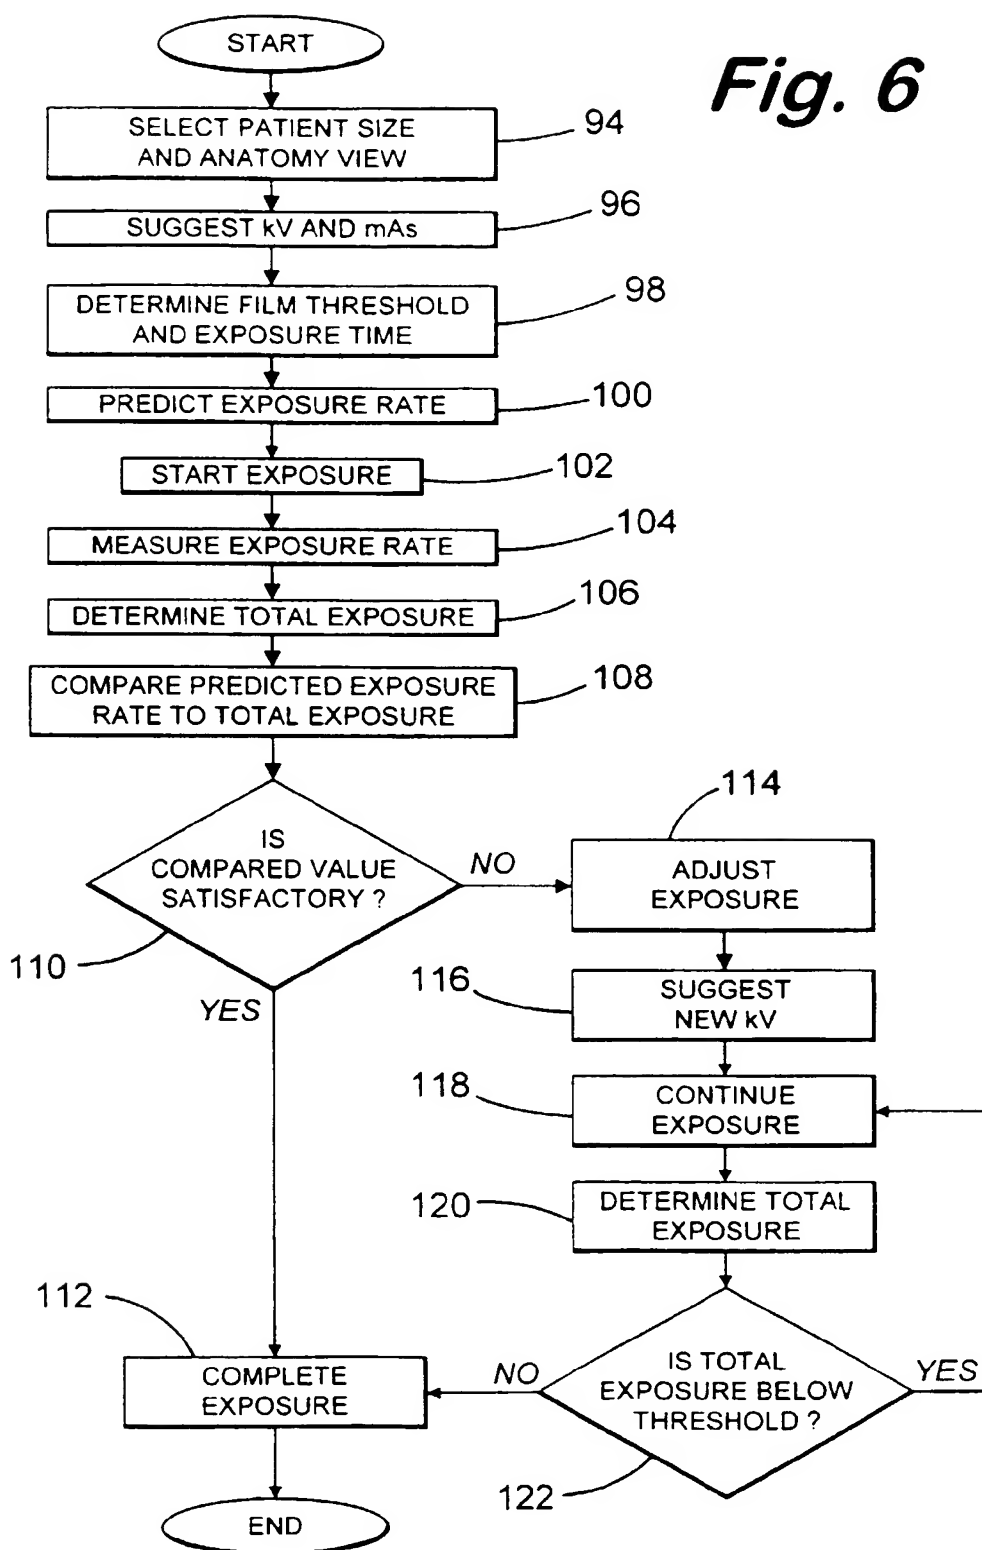 START
Fig. 6
SELECT PATIENT SIZE
AND ANATOMY VIEW
94
SUGGEST kV AND mAs
96
DETERMINE FILM THRESHOLD
AND EXPOSURE TIME
98
PREDICT EXPOSURE RATE
100
START EXPOSURE
102
MEASURE EXPOSURE RATE
104
DETERMINE TOTAL EXPOSURE
106
COMPARE PREDICTED EXPOSURE
RATE TO TOTAL EXPOSURE
108
IS
COMPARED VALUE
SATISFACTORY ?
110
NO
YES
114
ADJUST
EXPOSURE
116
SUGGEST
NEW kV
118
CONTINUE
EXPOSURE
120
DETERMINE TOTAL
EXPOSURE
IS TOTAL
EXPOSURE BELOW
THRESHOLD ?
122
NO
YES
112
COMPLETE
EXPOSURE
END